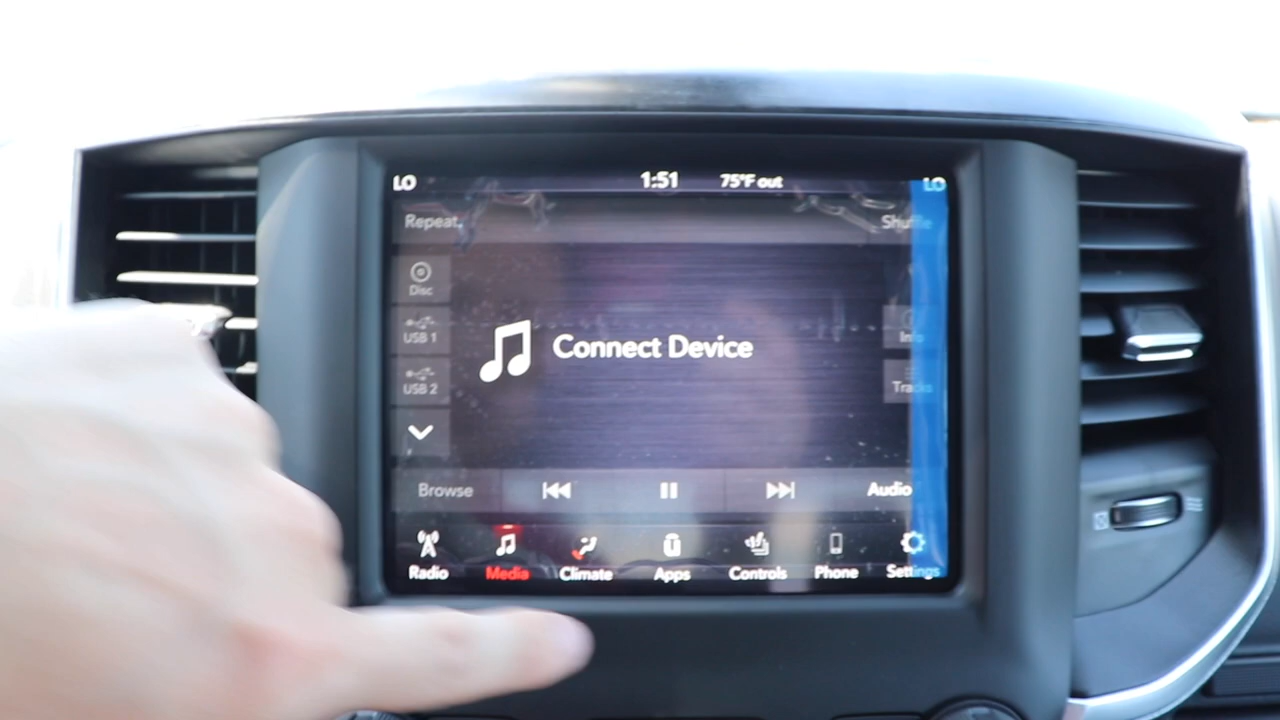 LO 1:51 75°F out LO
Repeat Shuffle
Disc
USB 1 Info
Connect Device
USB 2 Tracks
Browse Audio
Radio Media Climate Apps Controls Phone Settings